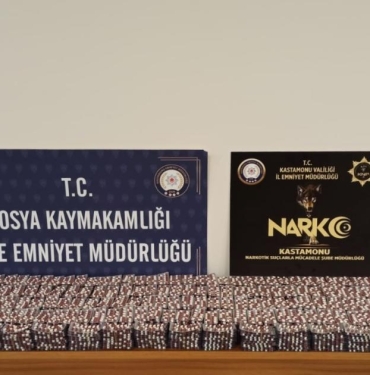 T.C.
OSYA KAYMAKAMLIĞI
E EMNİYET MÜDÜRLÜĞÜ
T.C.
KASTAMONU VALİLİĞİ
İL EMNİYET MÜDÜRLÜĞÜ
NARKO
KASTAMONU
NARKOTİK SUÇLARLA MÜCADELE ŞUBE MÜDÜRLÜĞÜ